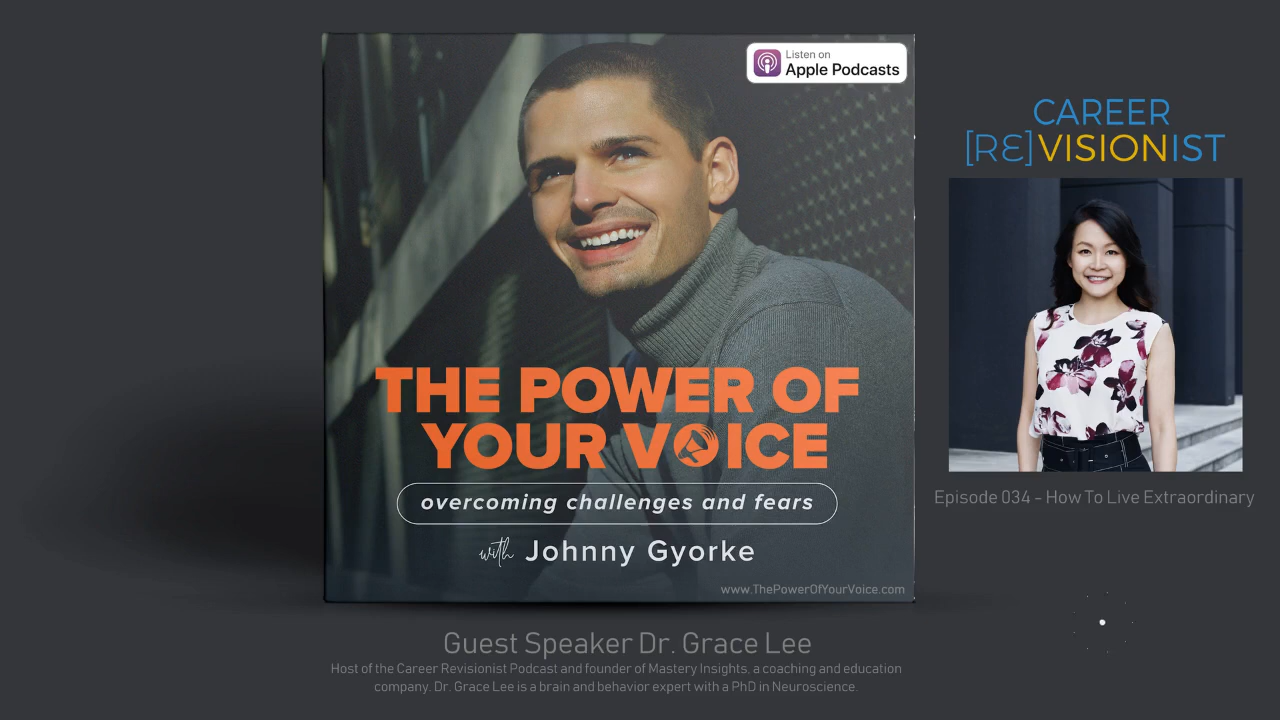 Listen on
Apple Podcasts
THE POWER OF
YOUR VOICE
overcoming challenges and fears
with Johnny Gyorke
www.ThePowerOfYourVoice.com
CAREER
[RE]VISIONIST
Episode 034 - How To Live Extraordinary
Guest Speaker Dr. Grace Lee
Host of the Career Revisionist Podcast and founder of Mastery Insights, a coaching and education
company. Dr. Grace Lee is a brain and behavior expert with a PhD in Neuroscience.